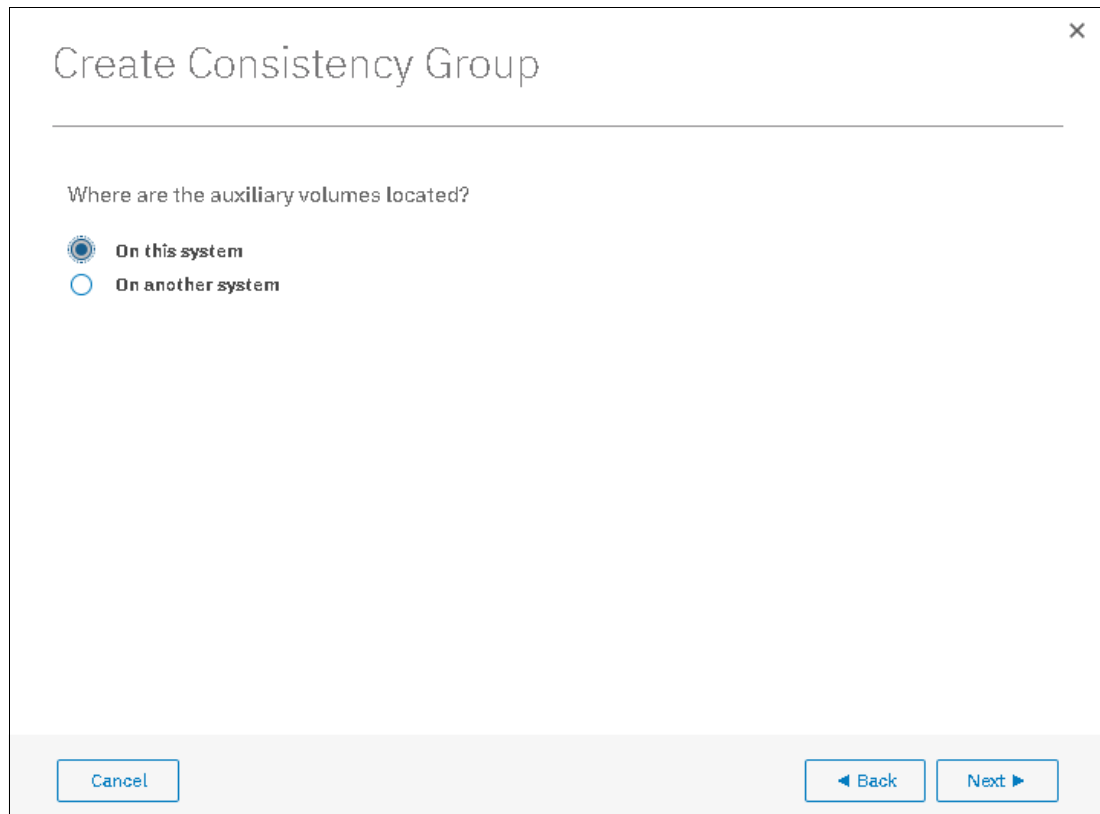 Create Consistency Group
Where are the auxiliary volumes located?
On this system
On another system
Cancel
Back
Next